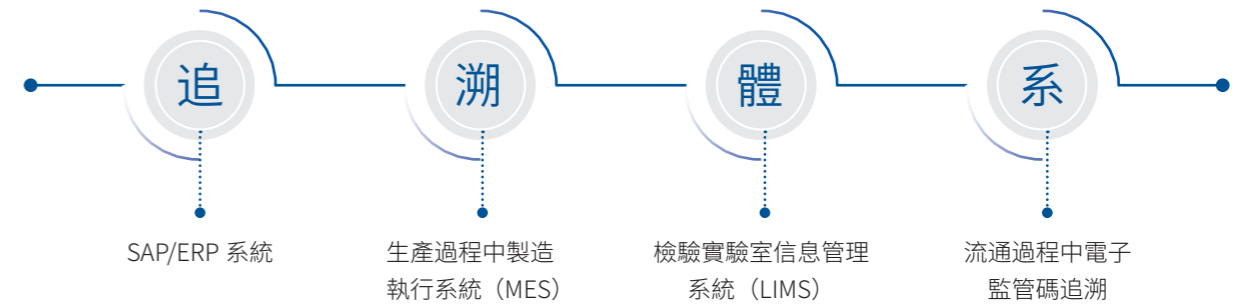 追 溯 體 系
SAP/ERP 系統
生產過程中製造
執行系統（MES）
檢驗實驗室信息管理
系統（LIMS）
流通過程中電子
監管碼追溯